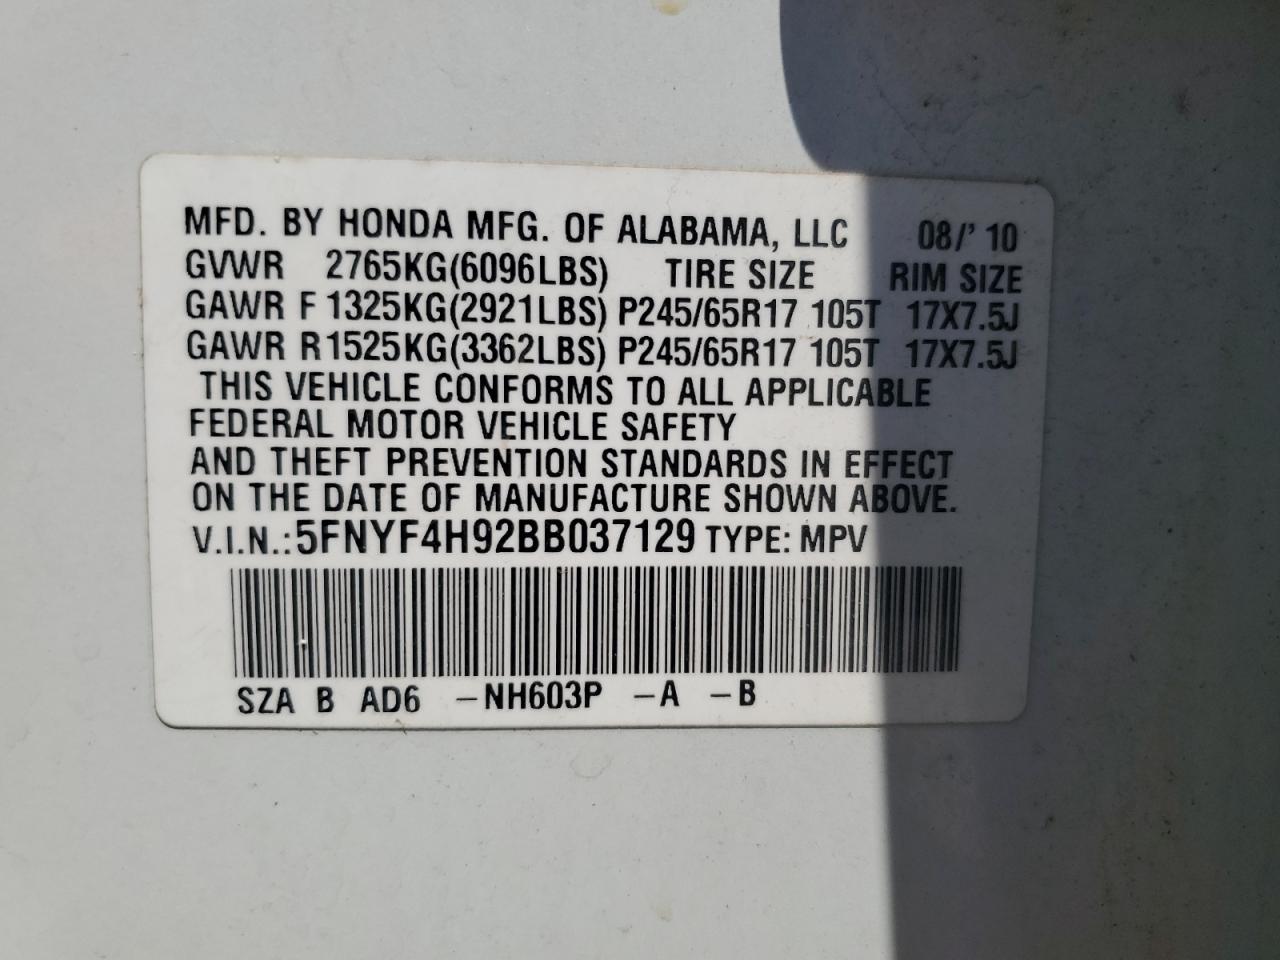 MFD. BY HONDA MFG. OF ALABAMA, LLC 08/' 10
GVWR 2765KG(6096LBS) TIRE SIZE RIM SIZE
GAWR F 1325KG(2921LBS) P245/65R17 105T 17X7.5J
GAWR R1525KG(3362LBS) P245/65R17 105T 17X7.5J
THIS VEHICLE CONFORMS TO ALL APPLICABLE
FEDERAL MOTOR VEHICLE SAFETY
AND THEFT PREVENTION STANDARDS IN EFFECT
ON THE DATE OF MANUFACTURE SHOWN ABOVE.
V.I.N.: 5FNYF4H92BB037129 TYPE: MPV
SZA B AD6 –NH603P –A –B